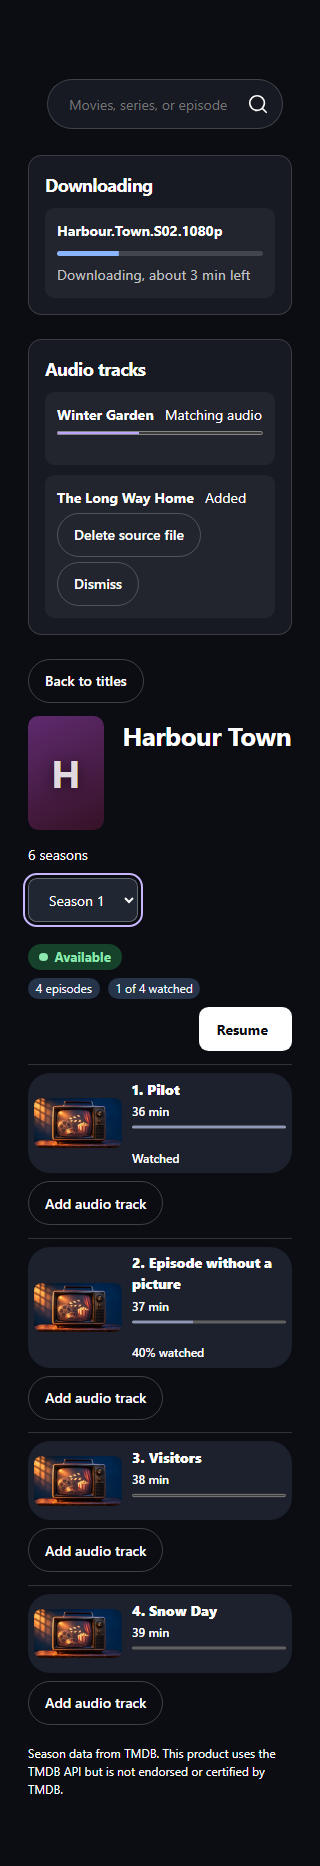 Movies, series, or episode
Downloading
Harbour.Town.S02.1080p
Downloading, about 3 min left
Audio tracks
Winter Garden Matching audio
The Long Way Home Added
Delete source file
Dismiss
Back to titles
H
Harbour Town
6 seasons
Season 1
Available
4 episodes 1 of 4 watched
Resume
1. Pilot
36 min
Watched
Add audio track
2. Episode without a
picture
37 min
40% watched
Add audio track
3. Visitors
38 min
Add audio track
4. Snow Day
39 min
Add audio track
Season data from TMDB. This product uses the
TMDB API but is not endorsed or certified by
TMDB.